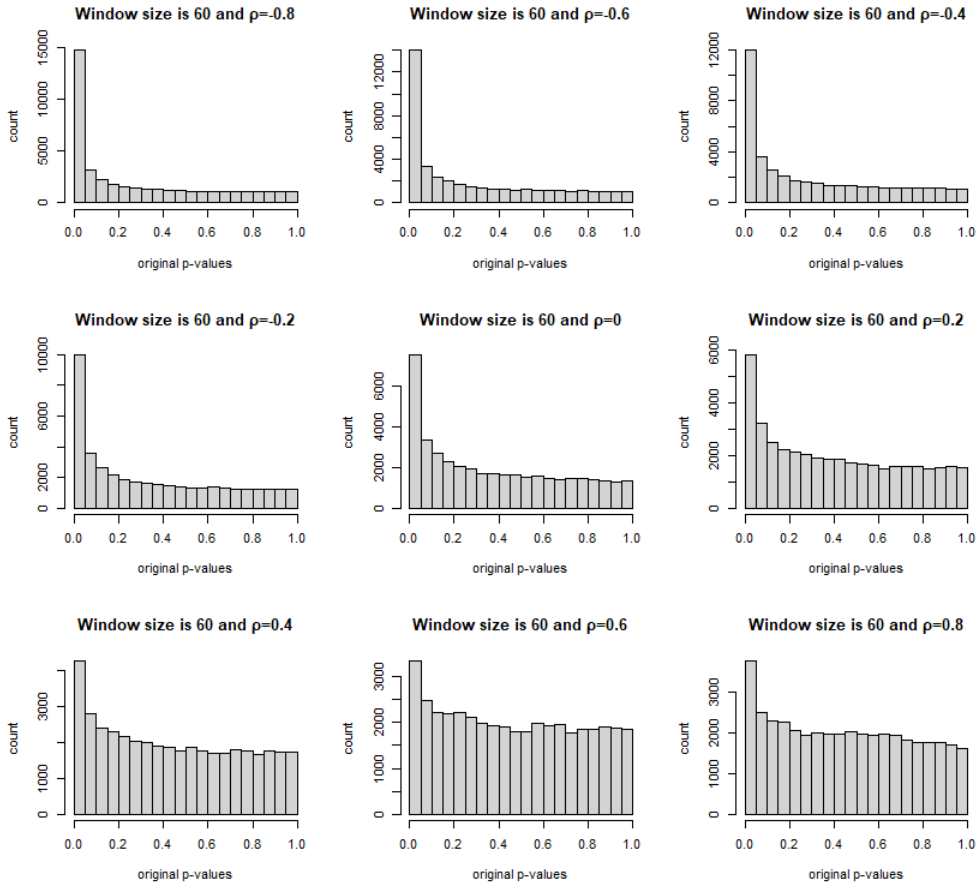 Window size is 60 and ρ=-0.8
count
0 5000 10000 15000
0.0 0.2 0.4 0.6 0.8 1.0
original p-values
Window size is 60 and ρ=-0.6
count
0 4000 8000 12000
0.0 0.2 0.4 0.6 0.8 1.0
original p-values
Window size is 60 and ρ=-0.4
count
0 4000 8000 12000
0.0 0.2 0.4 0.6 0.8 1.0
original p-values
Window size is 60 and ρ=-0.2
count
0 2000 6000 10000
0.0 0.2 0.4 0.6 0.8 1.0
original p-values
Window size is 60 and ρ=0
count
0 2000 4000 6000
0.0 0.2 0.4 0.6 0.8 1.0
original p-values
Window size is 60 and ρ=0.2
count
0 2000 4000 6000
0.0 0.2 0.4 0.6 0.8 1.0
original p-values
Window size is 60 and ρ=0.4
count
0 1000 3000
0.0 0.2 0.4 0.6 0.8 1.0
original p-values
Window size is 60 and ρ=0.6
count
0 1000 2000 3000
0.0 0.2 0.4 0.6 0.8 1.0
original p-values
Window size is 60 and ρ=0.8
count
0 1000 2000 3000
0.0 0.2 0.4 0.6 0.8 1.0
original p-values